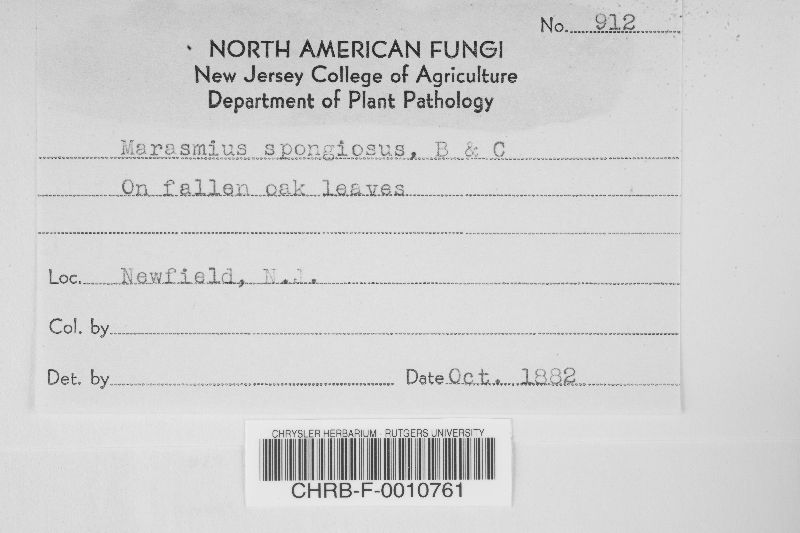 No. 912
NORTH AMERICAN FUNGI
New Jersey College of Agriculture
Department of Plant Pathology
Marasmius spongiosus, B & C
On fallen oak leaves
Loc. Newfield, N.J.
Col. by
Det. by Date Oct. 1882
CHRYSLER HERBARIUM - RUTGERS UNIVERSITY
CHRB-F-0010761